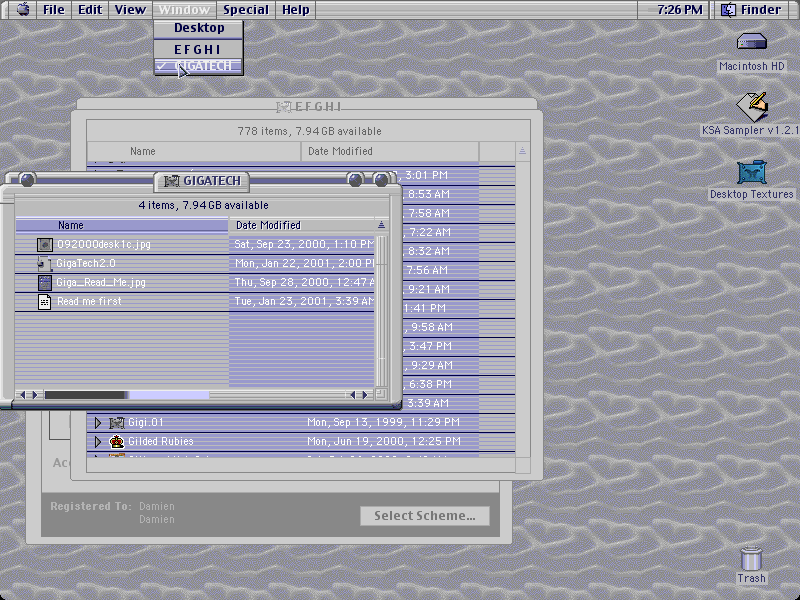 File Edit View Window Special Help 7:26 PM Finder
Desktop
E F G H I
✓ GIGATECH
Macintosh HD
KSA Sampler v1.2.1
Desktop Textures
Trash
E F G H I
778 items, 7.94 GB available
Name Date Modified
, 3:01 PM
8:53 AM
7:58 AM
7:22 AM
8:32 AM
7:56 AM
9:21 AM
1:41 PM
, 9:58 AM
3:47 PM
, 9:29 AM
6:38 PM
3:39 AM
Gigi.01 Mon, Sep 13, 1999, 11:29 PM
Gilded Rubies Mon, Jun 19, 2000, 12:25 PM
GIGATECH
4 items, 7.94 GB available
Name Date Modified
092000desk1c.jpg Sat, Sep 23, 2000, 1:10 PM
GigaTech2.0 Mon, Jan 22, 2001, 2:00 P
Giga_Read_Me.jpg Thu, Sep 28, 2000, 12:47 A
Read me first Tue, Jan 23, 2001, 3:39 AM
Registered To: Damien
Damien
Select Scheme...